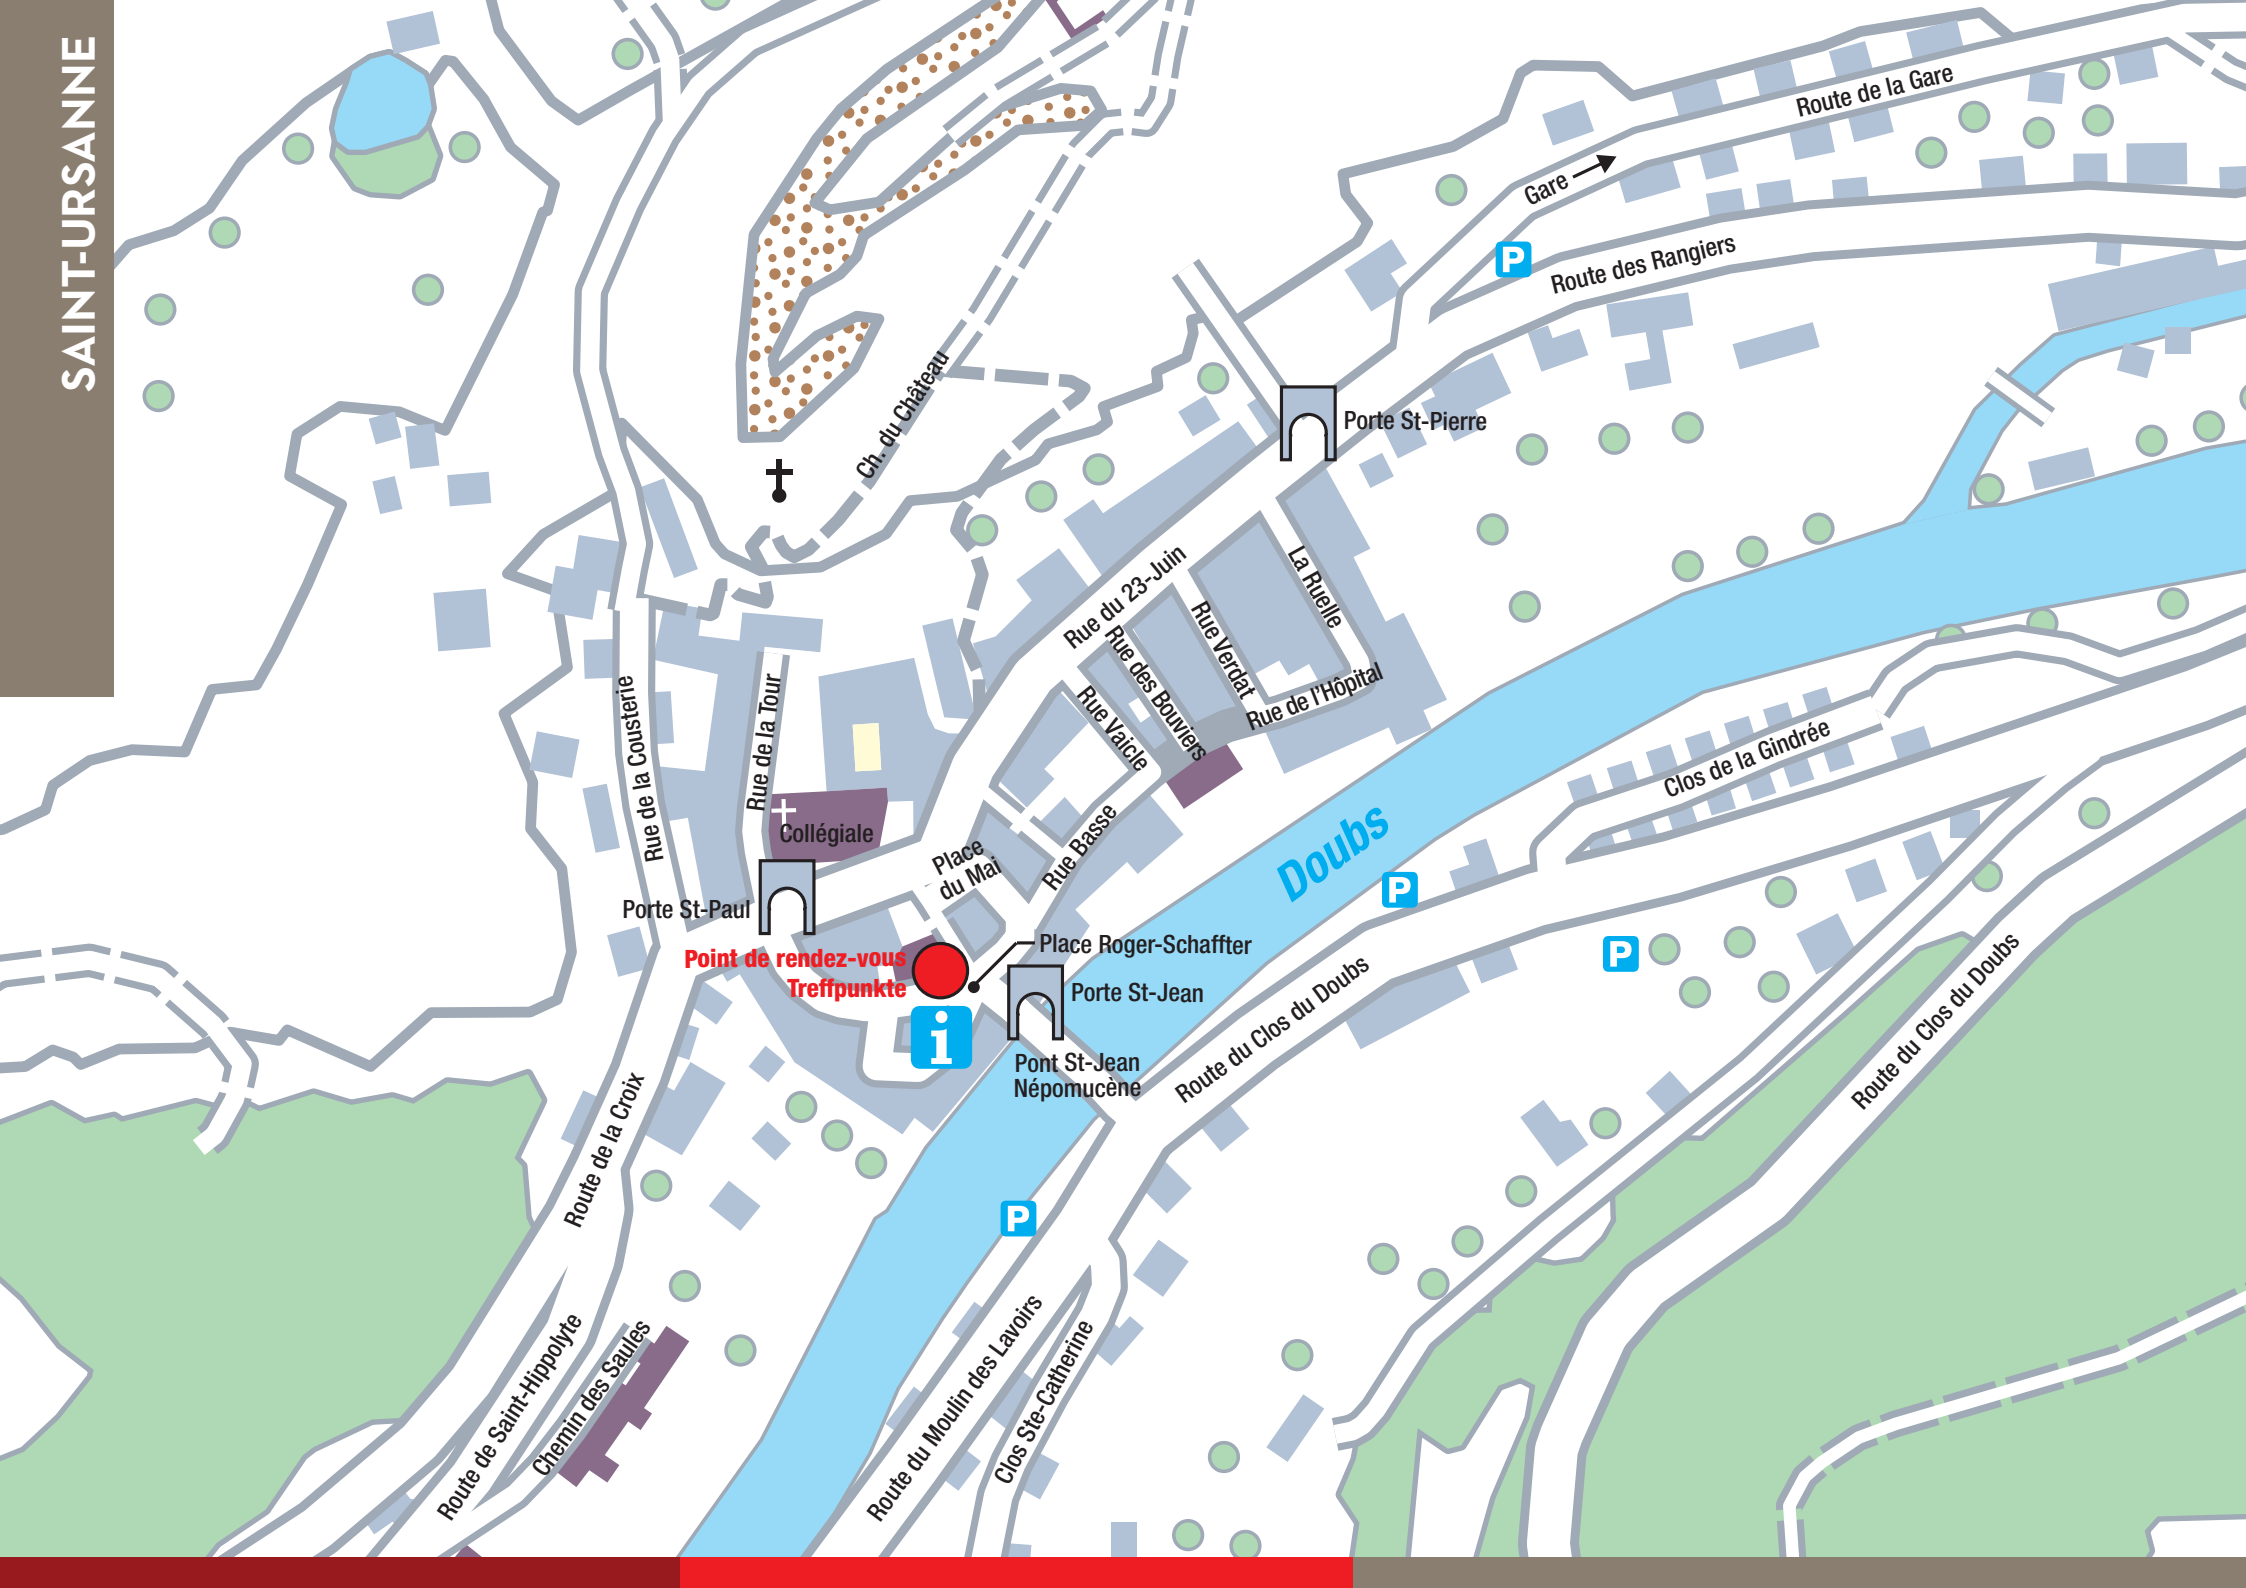 SAINT-URSANNE
Route de la Gare
Gare
P
Route des Rangiers
Ch. du Château
Porte St-Pierre
Rue du 23-Juin
La Ruelle
Rue Verdat
Rue des Bouviers
Rue Vaicle
Rue de l'Hôpital
Rue de la Cousterie
Rue de la Tour
Clos de la Gindrée
Collégiale
Place
du Mai
Rue Basse
Doubs
P
Porte St-Paul
Place Roger-Schaffter
P
Point de rendez-vous
Treffpunkte
Porte St-Jean
i
Pont St-Jean
Népomucène
Route du Clos du Doubs
Route du Clos du Doubs
Route de la Croix
P
Route de Saint-Hippolyte
Chemin des Saules
Route du Moulin des Lavoirs
Clos Ste-Catherine